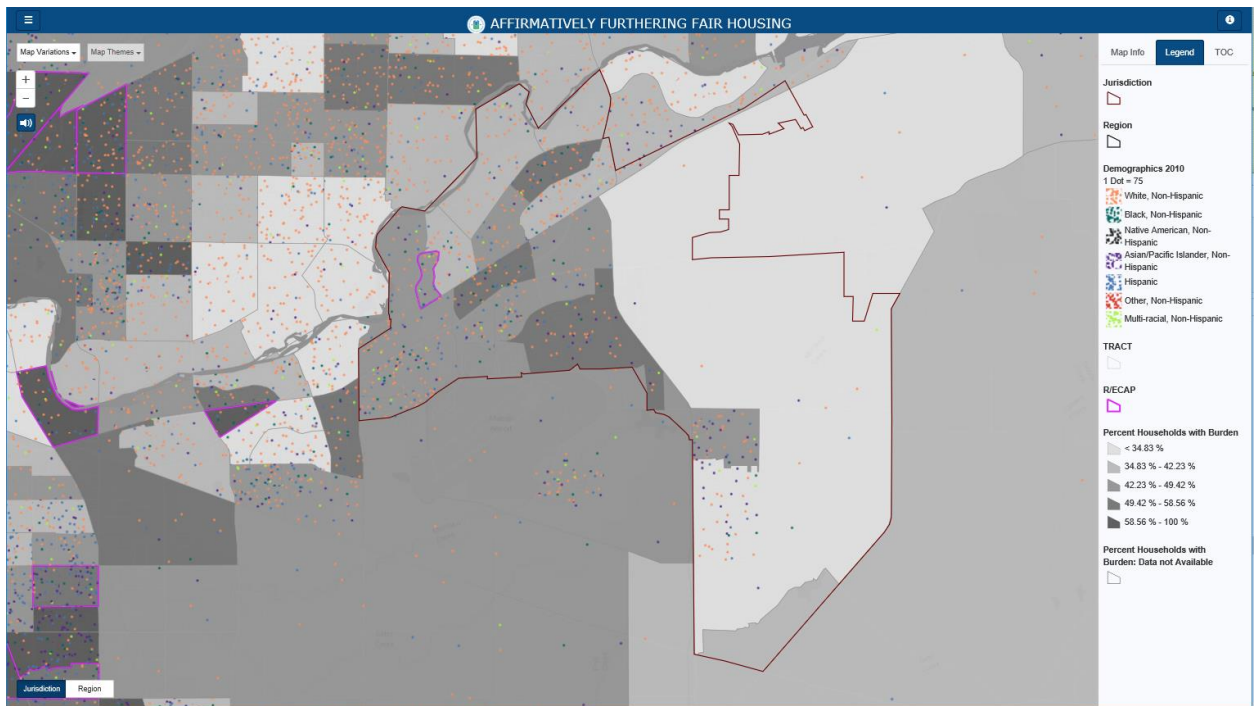 AFFIRMATIVELY FURTHERING FAIR HOUSING
Map Variations
Map Themes
+
−
Jurisdiction
Region
Map Info
Legend
TOC
Jurisdiction
Region
Demographics 2010
1 Dot = 75
White, Non-Hispanic
Black, Non-Hispanic
Native American, Non-
Hispanic
Asian/Pacific Islander, Non-
Hispanic
Hispanic
Other, Non-Hispanic
Multi-racial, Non-Hispanic
TRACT
R/ECAP
Percent Households with Burden
< 34.83 %
34.83 % - 42.23 %
42.23 % - 49.42 %
49.42 % - 58.56 %
58.56 % - 100 %
Percent Households with
Burden: Data not Available